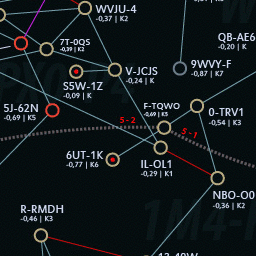 WVJU-4
-0,37 | K2
7T-0QS
-0,39 | K2
QB-AE6
-0,20 | K
V-JCJS
-0,24 | K
9WVY-F
-0,87 | K7
S5W-1Z
-0,09 | K
5J-62N
-0,69 | K5
F-TQWO
-0,69 | K5
0-TRV1
-0,54 | K3
5-2
5-1
6UT-1K
-0,77 | K6
IL-OL1
-0,29 | K1
NBO-O0
-0,36 | K2
R-RMDH
-0,46 | K3